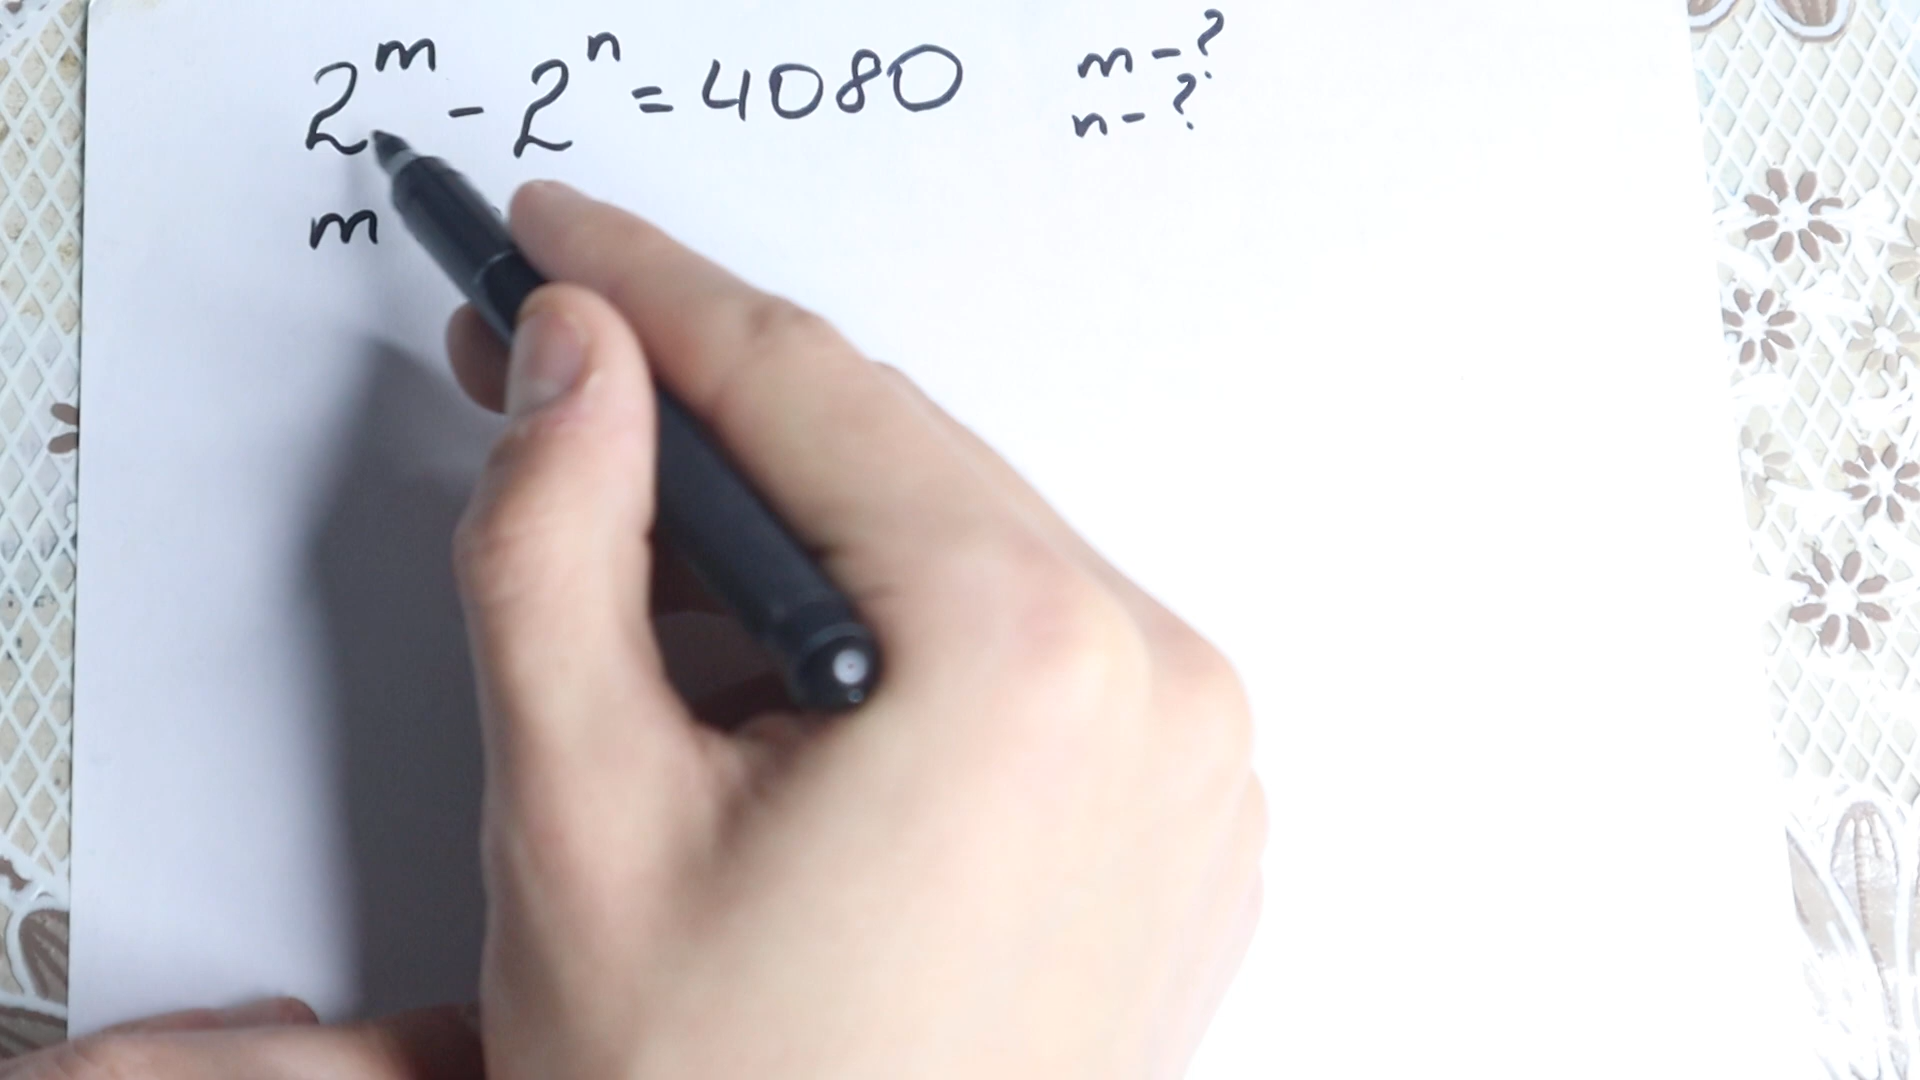 2^m - 2^n = 4080
m - ?
n - ?
m